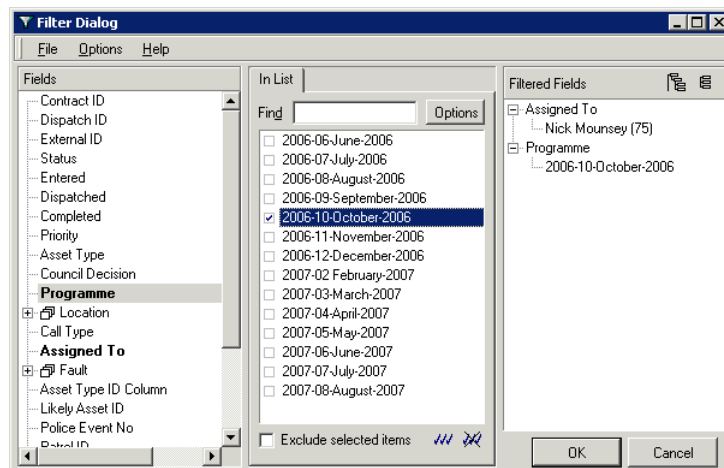 Filter Dialog
File Options Help
Fields
Contract ID
Dispatch ID
External ID
Status
Entered
Dispatched
Completed
Priority
Asset Type
Council Decision
Programme
Location
Call Type
Assigned To
Fault
Asset Type ID Column
Likely Asset ID
Police Event No
Patrol ID
In List
Find Options
2006-06-June-2006
2006-07-July-2006
2006-08-August-2006
2006-09-September-2006
2006-10-October-2006
2006-11-November-2006
2006-12-December-2006
2007-02 February-2007
2007-03-March-2007
2007-04-April-2007
2007-05-May-2007
2007-06-June-2007
2007-07-July-2007
2007-08-August-2007
Exclude selected items
Filtered Fields
Assigned To
Nick Mounsey (75)
Programme
2006-10-October-2006
OK Cancel